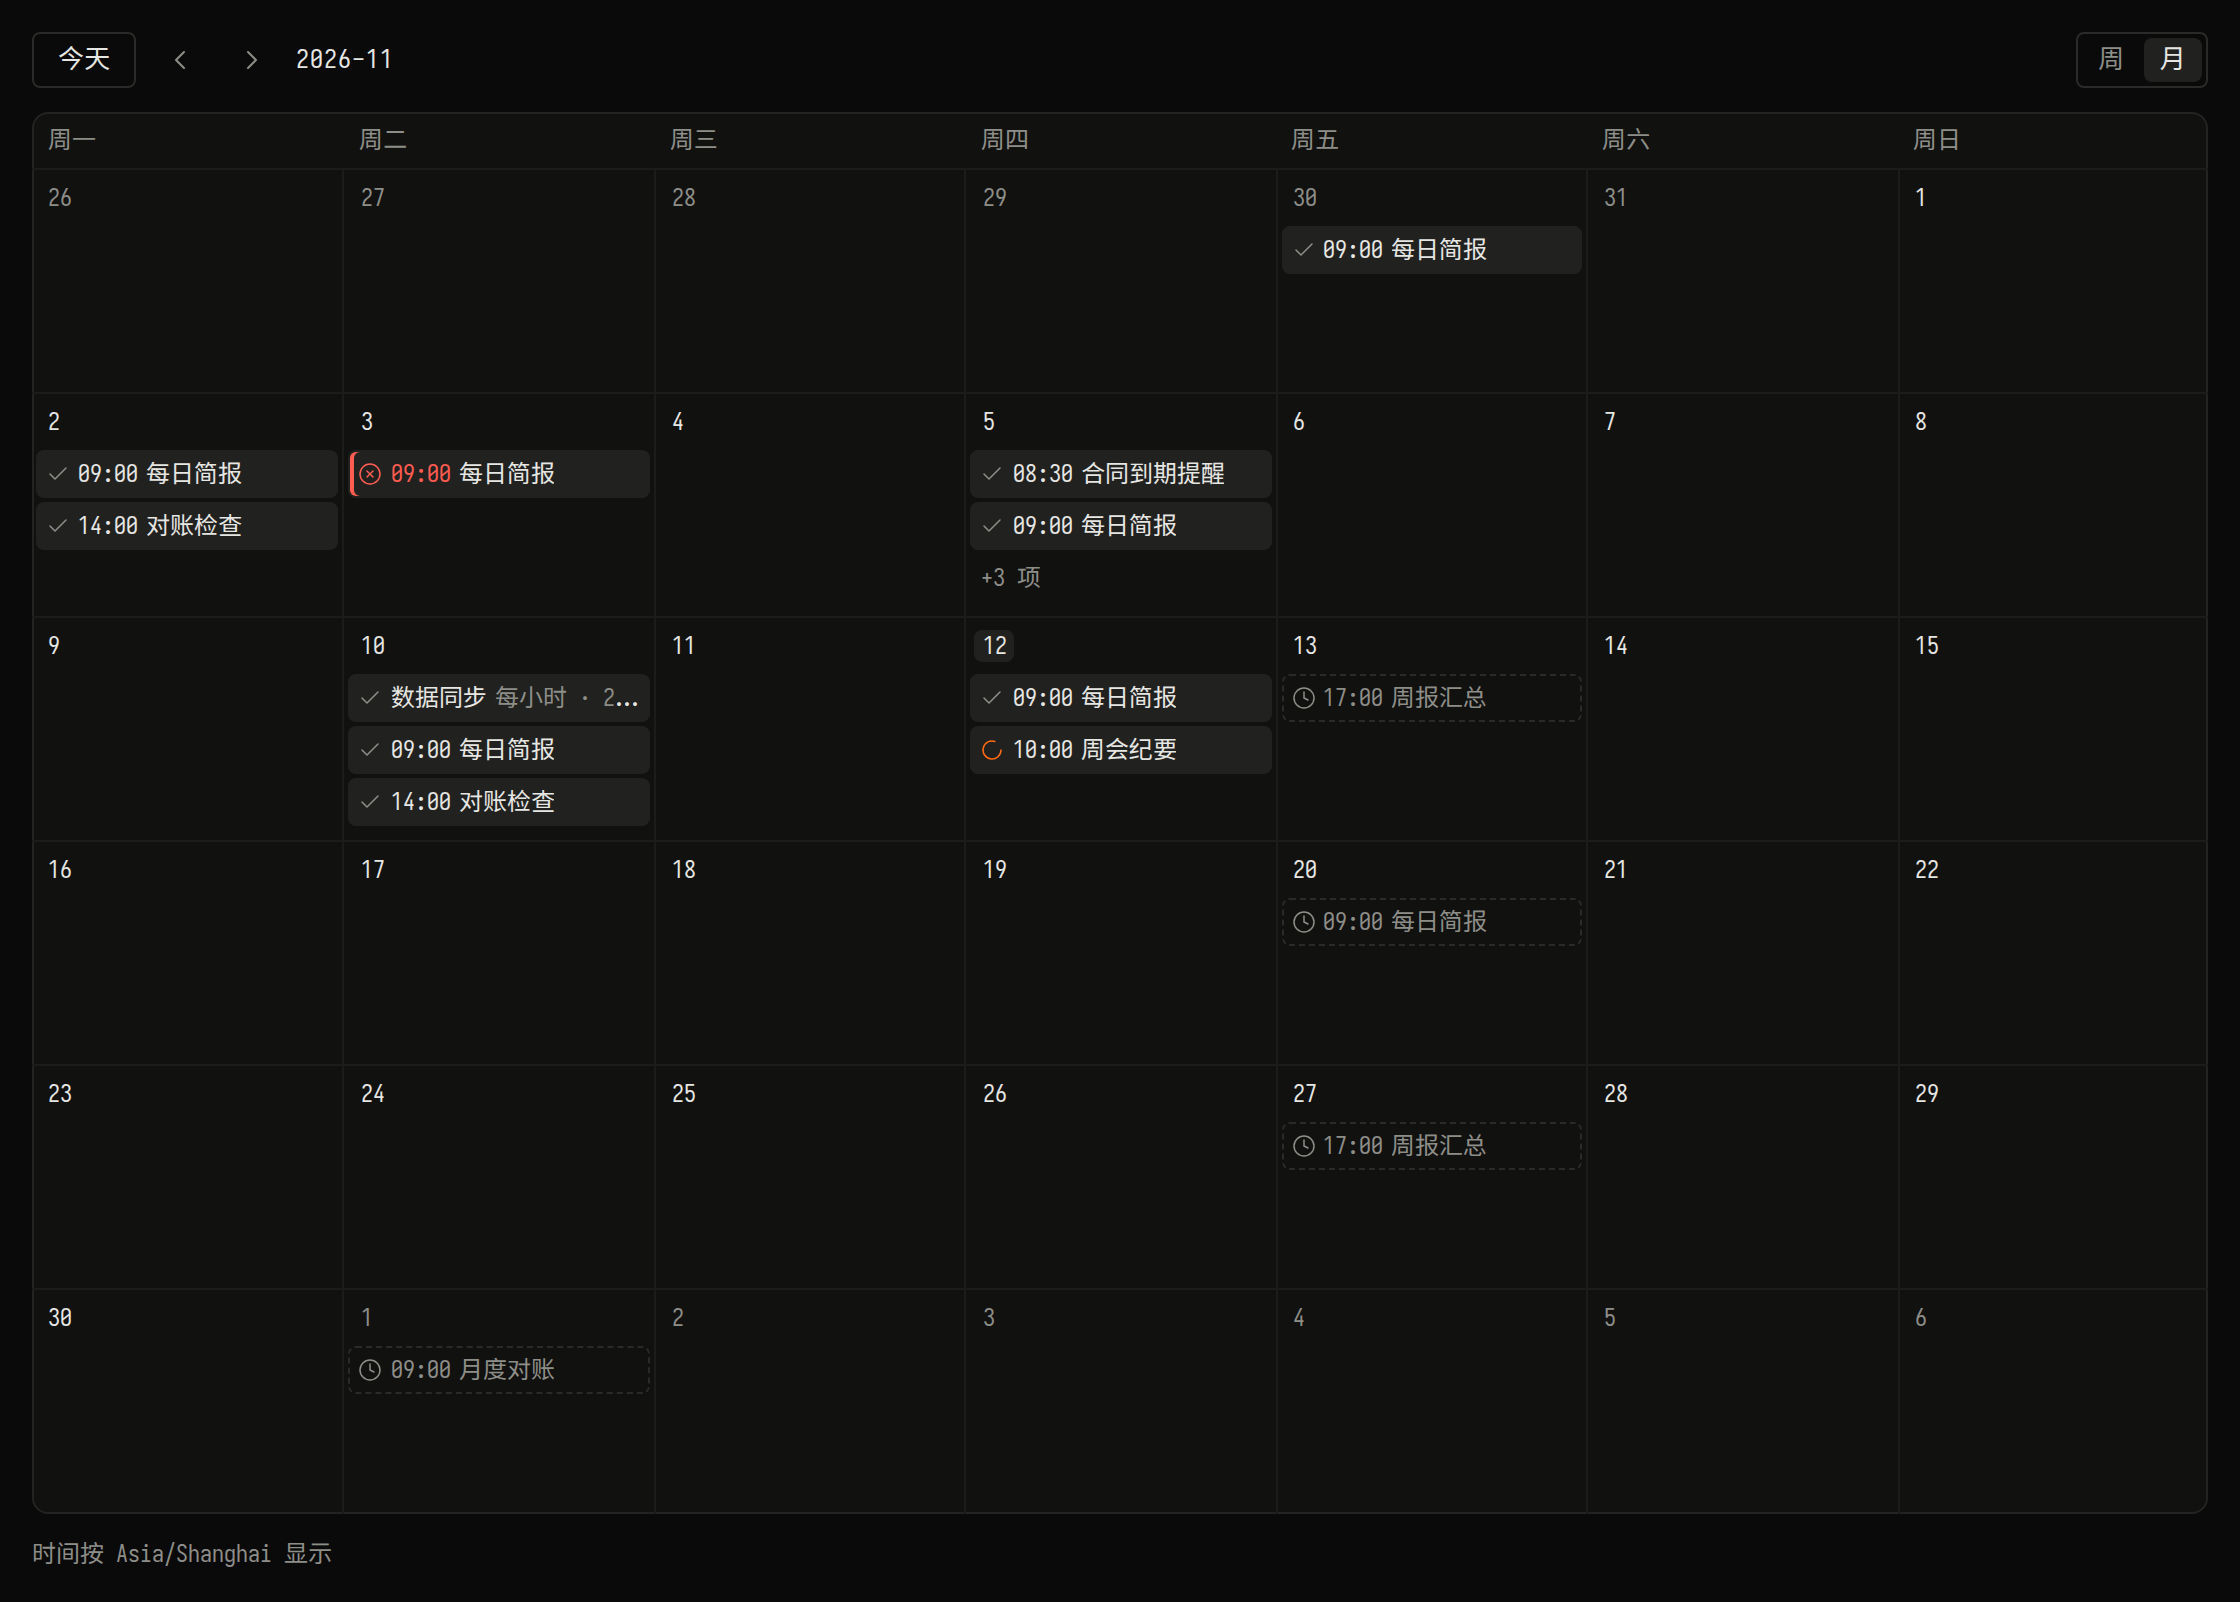 今天 2026-11 周 月
周一 周二 周三 周四 周五 周六 周日
26 27 28 29 30 31 1
09:00 每日简报
2 3 4 5 6 7 8
09:00 每日简报 09:00 每日简报 08:30 合同到期提醒
14:00 对账检查 09:00 每日简报
+3 项
9 10 11 12 13 14 15
数据同步 每小时 · 2... 09:00 每日简报 17:00 周报汇总
09:00 每日简报 10:00 周会纪要
14:00 对账检查
16 17 18 19 20 21 22
09:00 每日简报
23 24 25 26 27 28 29
17:00 周报汇总
30 1 2 3 4 5 6
09:00 月度对账
时间按 Asia/Shanghai 显示